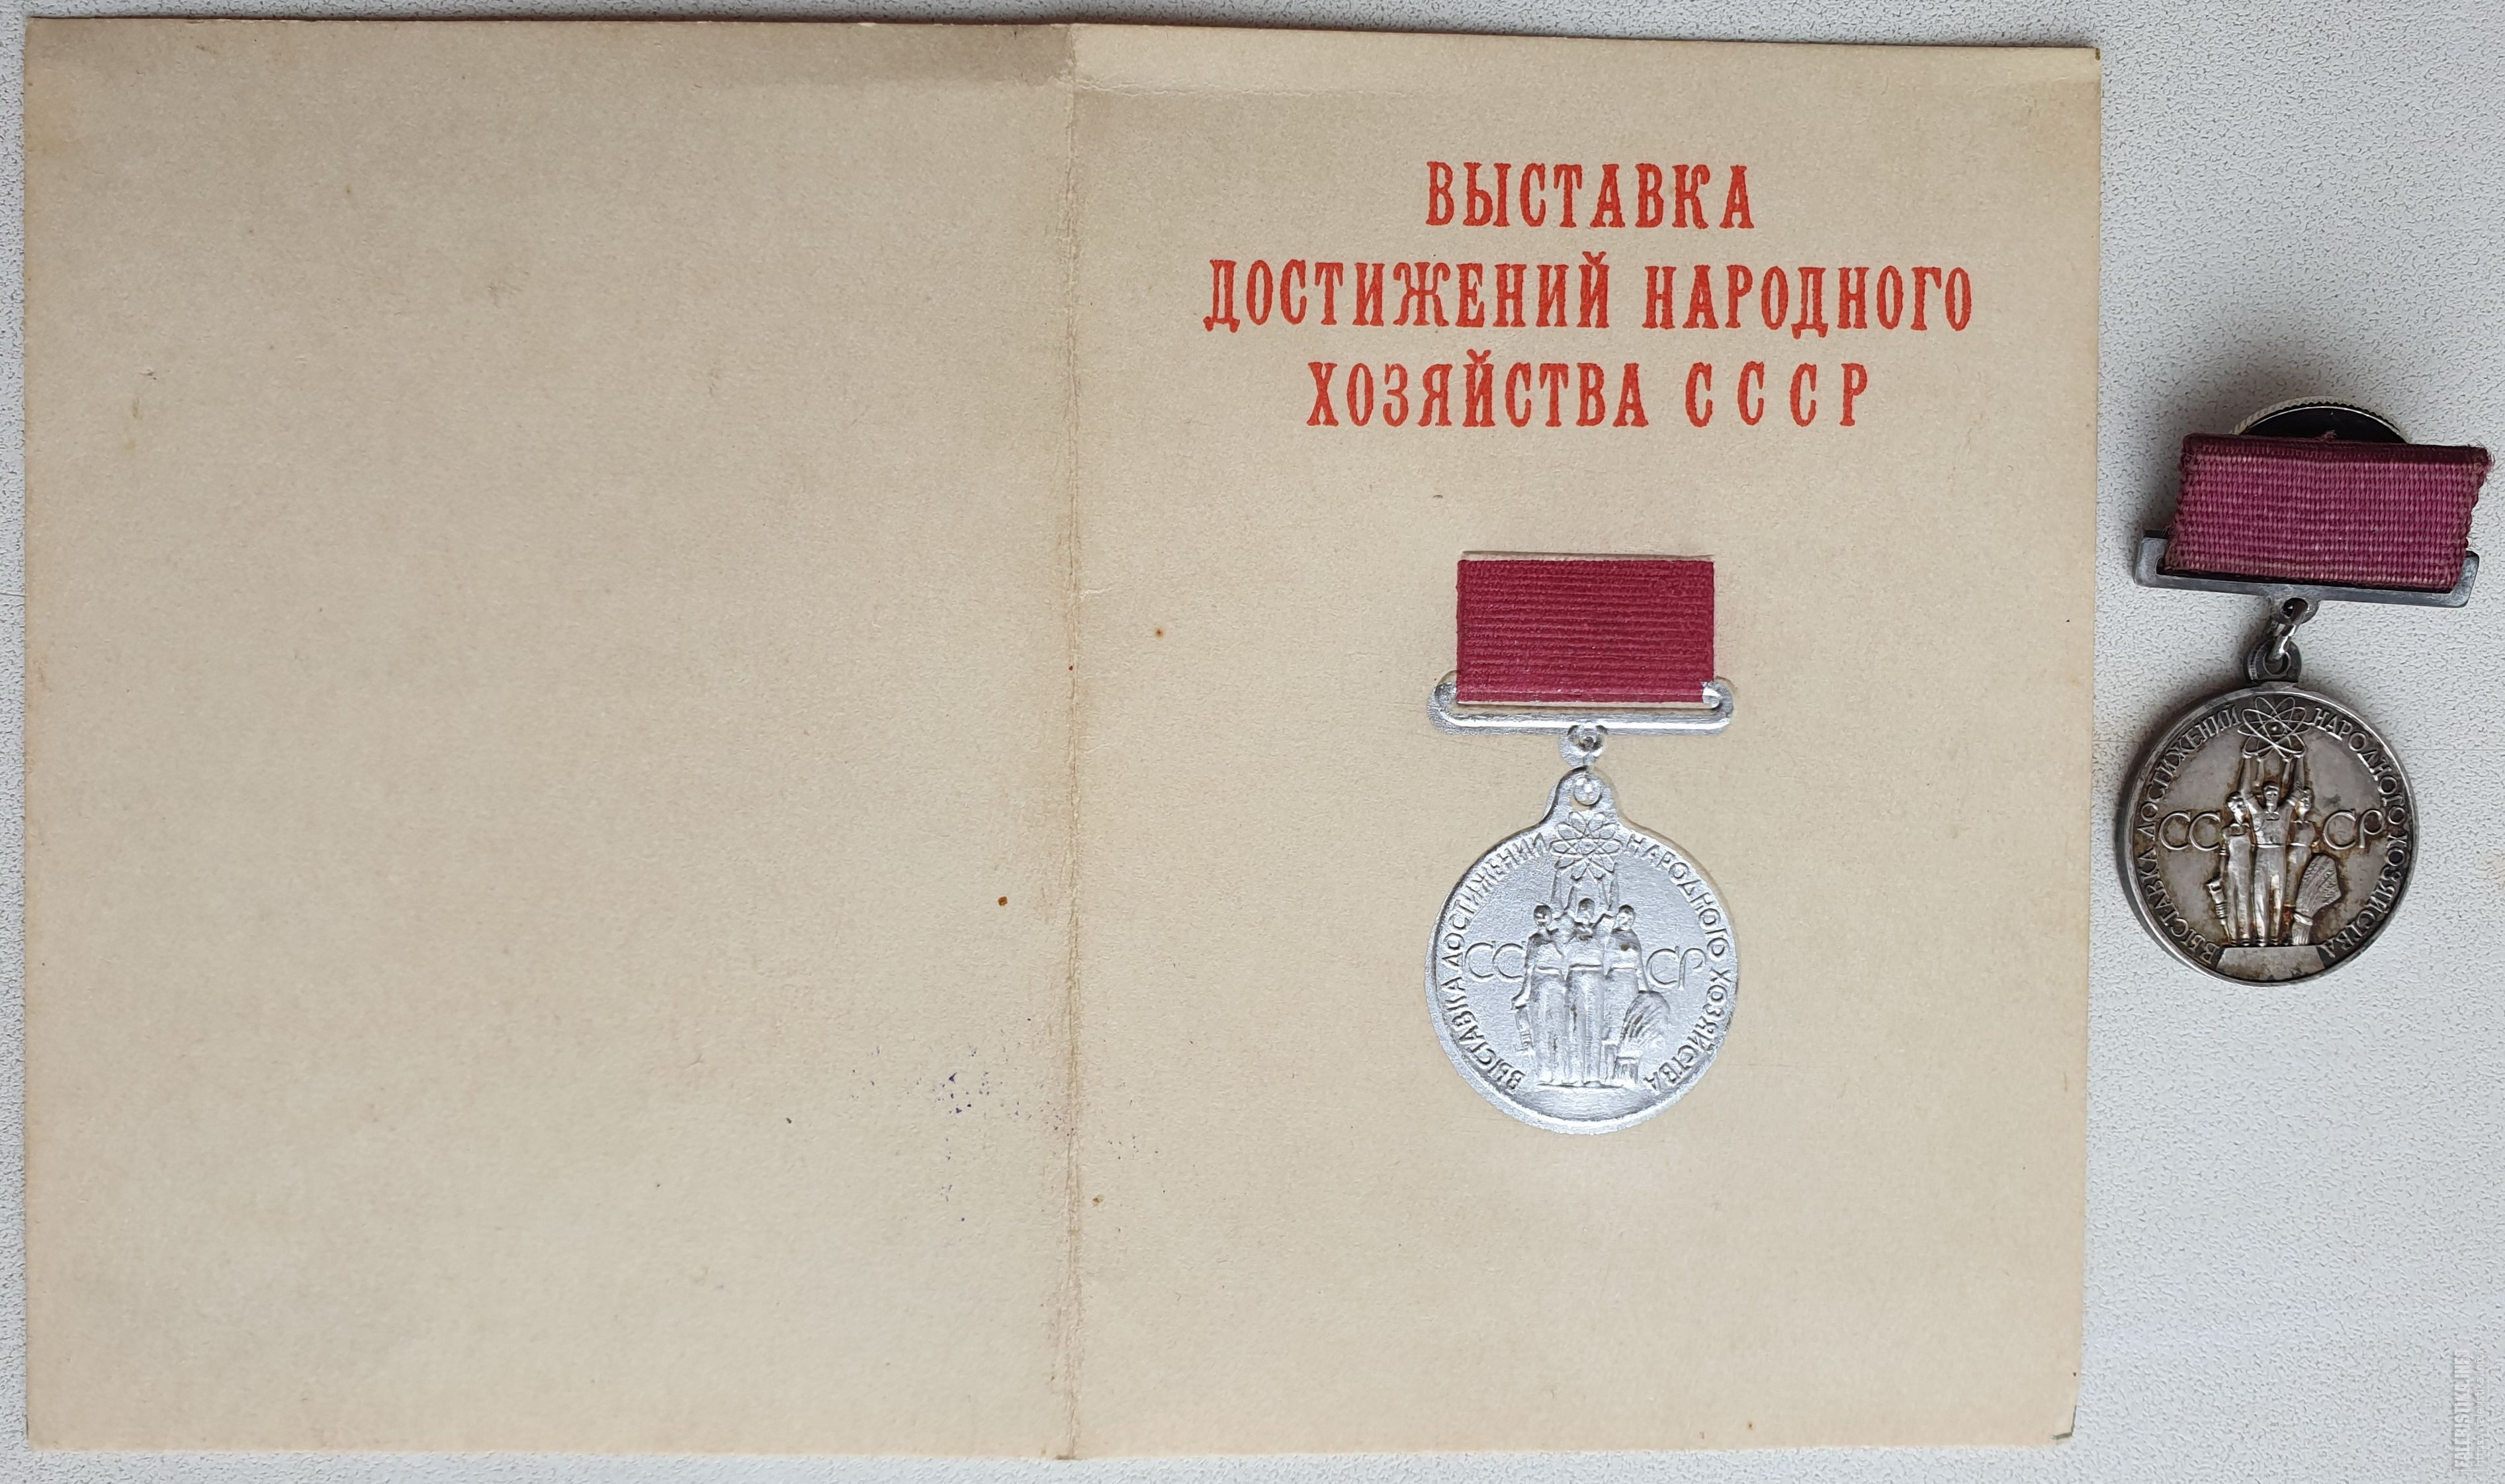 ВЫСТАВКА
ДОСТИЖЕНИЙ НАРОДНОГО
ХОЗЯЙСТВА СССР
ВЫСТАВКА ДОСТИЖЕНИЙ НАРОДНОГО ХОЗЯЙСТВА
СС СР
ВЫСТАВКА ДОСТИЖЕНИЙ НАРОДНОГО ХОЗЯЙСТВА
СС СР